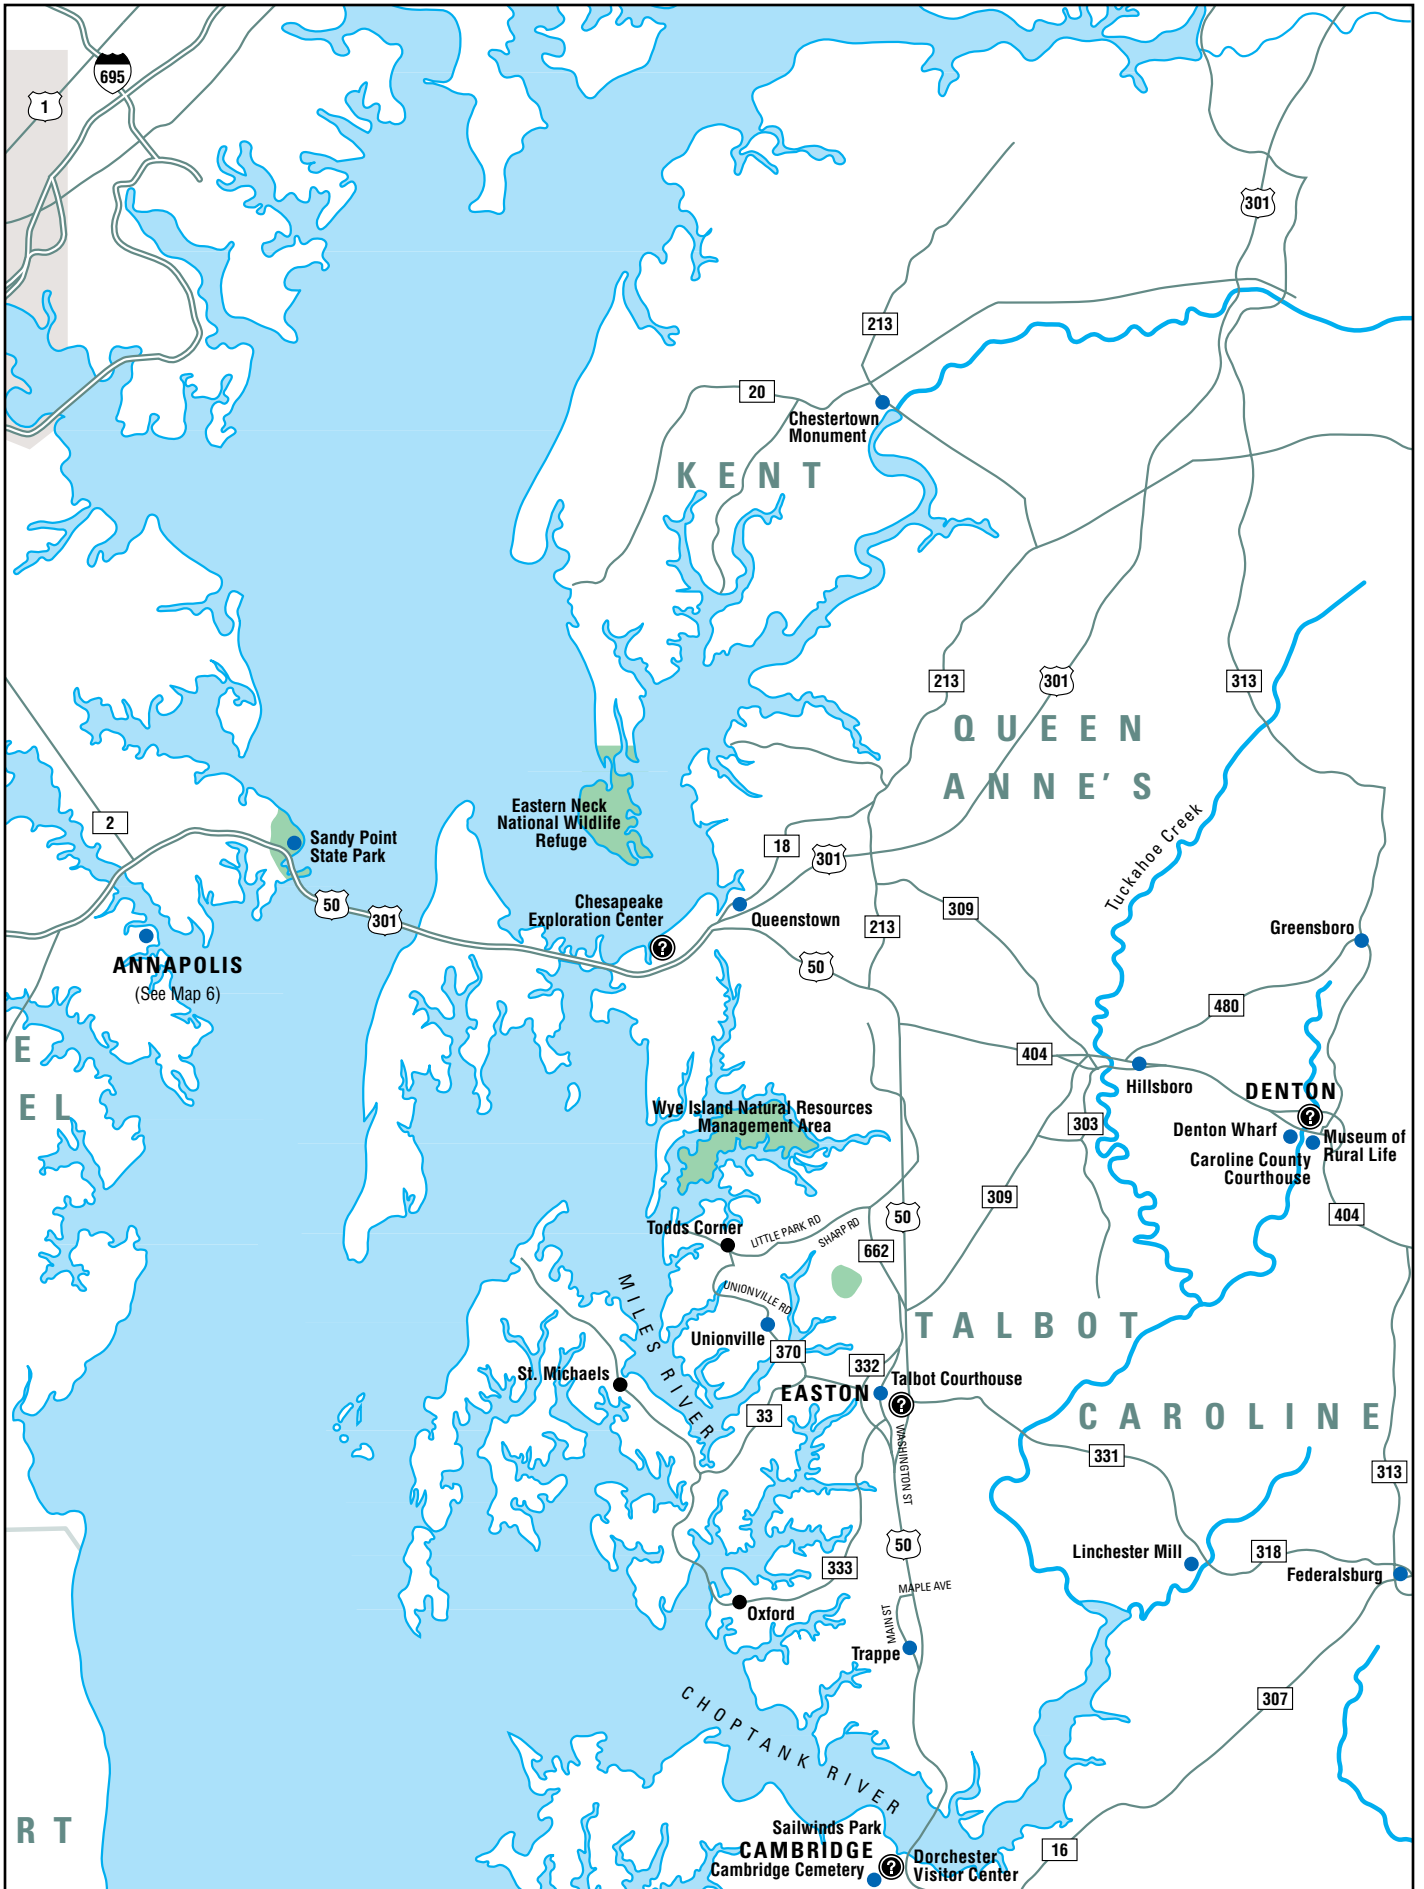 695
1
301
213
20
Chestertown
Monument
KENT
213
301
313
QUEEN
ANNE'S
Eastern Neck
National Wildlife
Refuge
2
Sandy Point
State Park
18
301
Tuckahoe Creek
50
301
Chesapeake
Exploration Center
?
Queenstown
309
213
Greensboro
50
ANNAPOLIS
(See Map 6)
480
E
EL
404
Hillsboro
DENTON
?
Wye Island Natural Resources
Management Area
303
Denton Wharf
Museum of
Rural Life
Caroline County
Courthouse
309
404
50
Todds Corner
LITTLE PARK RD
SHARP RD
662
MILES RIVER
UNIONVILLE RD
TALBOT
Unionville
370
332
St. Michaels
EASTON
Talbot Courthouse
?
33
CAROLINE
WASHINGTON ST
331
313
50
Linchester Mill
318
Federalsburg
333
MAPLE AVE
Oxford
MAIN ST
Trappe
CHOPTANK RIVER
307
RT
Sailwinds Park
CAMBRIDGE
Cambridge Cemetery
?
Dorchester
Visitor Center
16